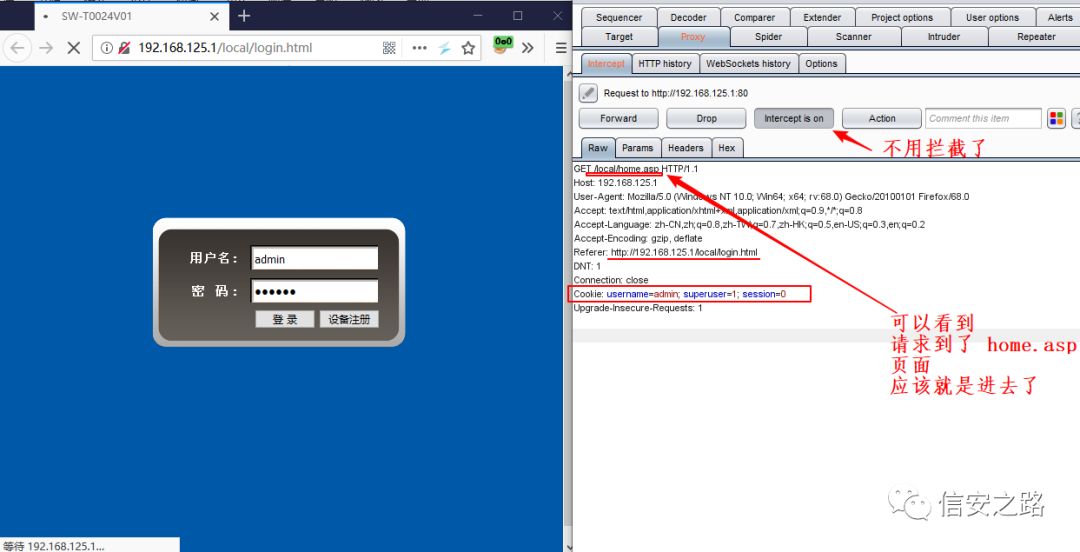 SW-T0024V01
192.168.125.1/local/login.html
用户名：
admin
密 码：
登 录
设备注册
等待 192.168.125.1...
Sequencer Decoder Comparer Extender Project options User options Alerts
Target Proxy Spider Scanner Intruder Repeater
Intercept HTTP history WebSockets history Options
Request to http://192.168.125.1:80
Forward Drop Intercept is on Action Comment this item
不用拦截了
Raw Params Headers Hex
GET /local/home.asp HTTP/1.1
Host: 192.168.125.1
User-Agent: Mozilla/5.0 (Windows NT 10.0; Win64; x64; rv:68.0) Gecko/20100101 Firefox/68.0
Accept: text/html,application/xhtml+xml,application/xml;q=0.9,*/*;q=0.8
Accept-Language: zh-CN,zh;q=0.8,zh-TW;q=0.7,zh-HK;q=0.5,en-US;q=0.3,en;q=0.2
Accept-Encoding: gzip, deflate
Referer: http://192.168.125.1/local/login.html
DNT: 1
Connection: close
Cookie: username=admin; superuser=1; session=0
Upgrade-Insecure-Requests: 1
可以看到
请求到了 home.asp
页面
应该就是进去了
信安之路